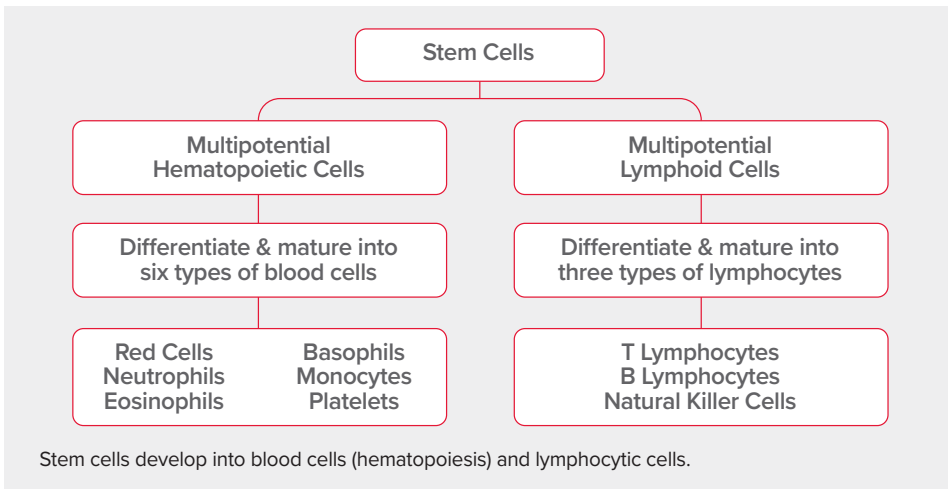 Stem Cells
Multipotential
Hematopoietic Cells
Multipotential
Lymphoid Cells
Differentiate & mature into
six types of blood cells
Differentiate & mature into
three types of lymphocytes
Red Cells
Neutrophils
Eosinophils
Basophils
Monocytes
Platelets
T Lymphocytes
B Lymphocytes
Natural Killer Cells
Stem cells develop into blood cells (hematopoiesis) and lymphocytic cells.